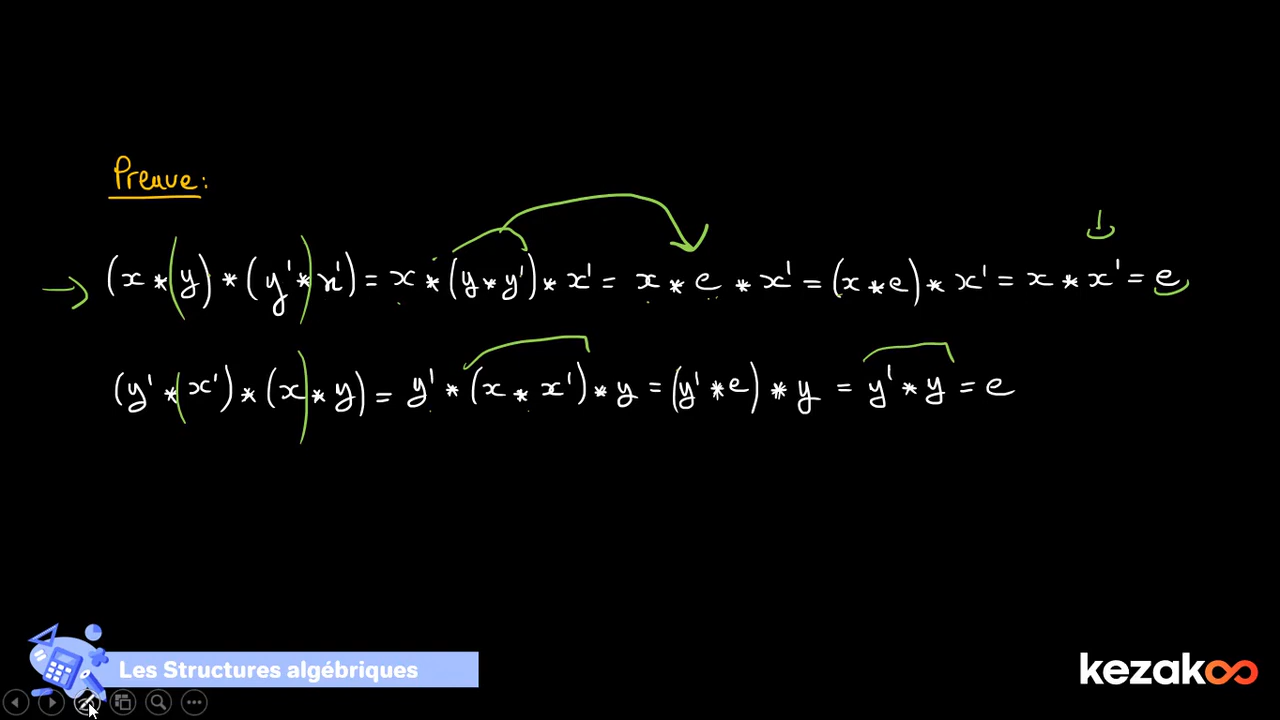 Preuve:
(x * (y) * (y' * x') = x * (y * y') * x' = x * e * x' = (x * e) * x' = x * x' = e
(y' * x') * (x * y) = y' * (x * x') * y = (y' * e) * y = y' * y = e
Les Structures algébriques
kezakoo